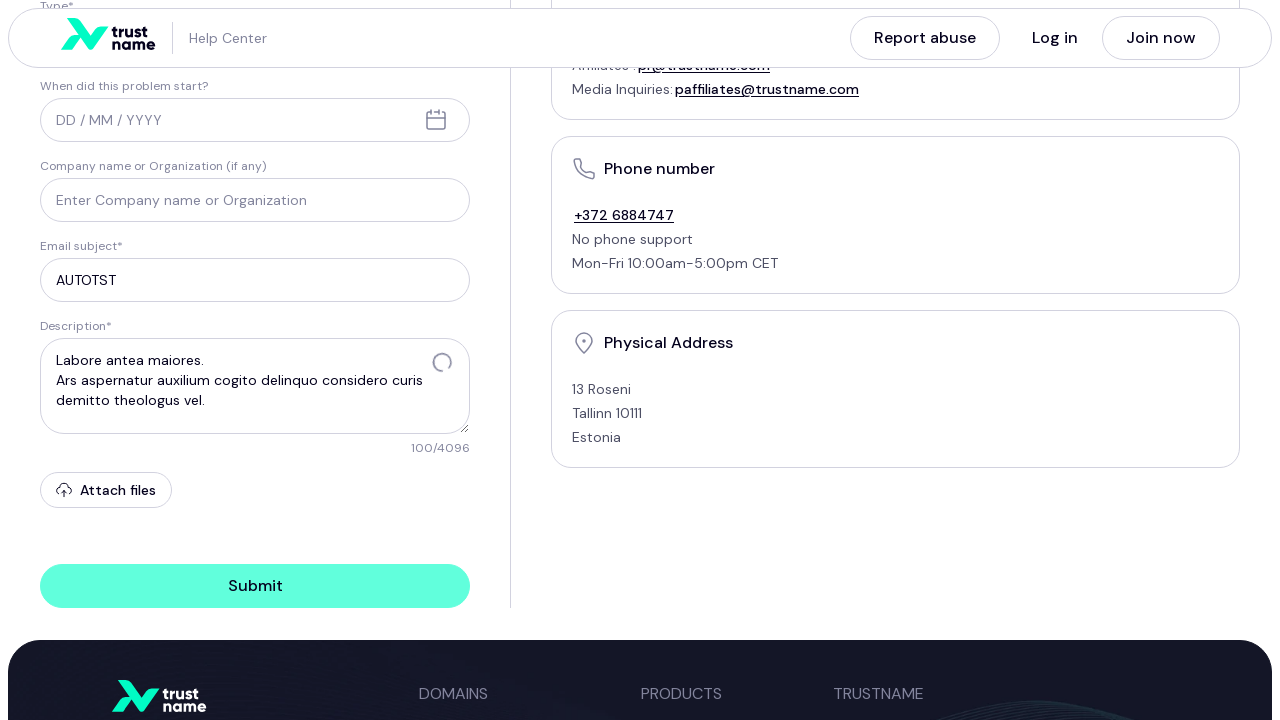 Type*
trust
name
Help Center
Report abuse
Log in
Join now
When did this problem start?
DD / MM / YYYY
Company name or Organization (if any)
Enter Company name or Organization
Email subject*
AUTOTST
Description*
Labore antea maiores.
Ars aspernatur auxilium cogito delinquo considero curis
demitto theologus vel.
100/4096
Attach files
Submit
Affiliates : pr@trustname.com
Media Inquiries: paffiliates@trustname.com
Phone number
+372 6884747
No phone support
Mon-Fri 10:00am-5:00pm CET
Physical Address
13 Roseni
Tallinn 10111
Estonia
trust
name
DOMAINS
PRODUCTS
TRUSTNAME